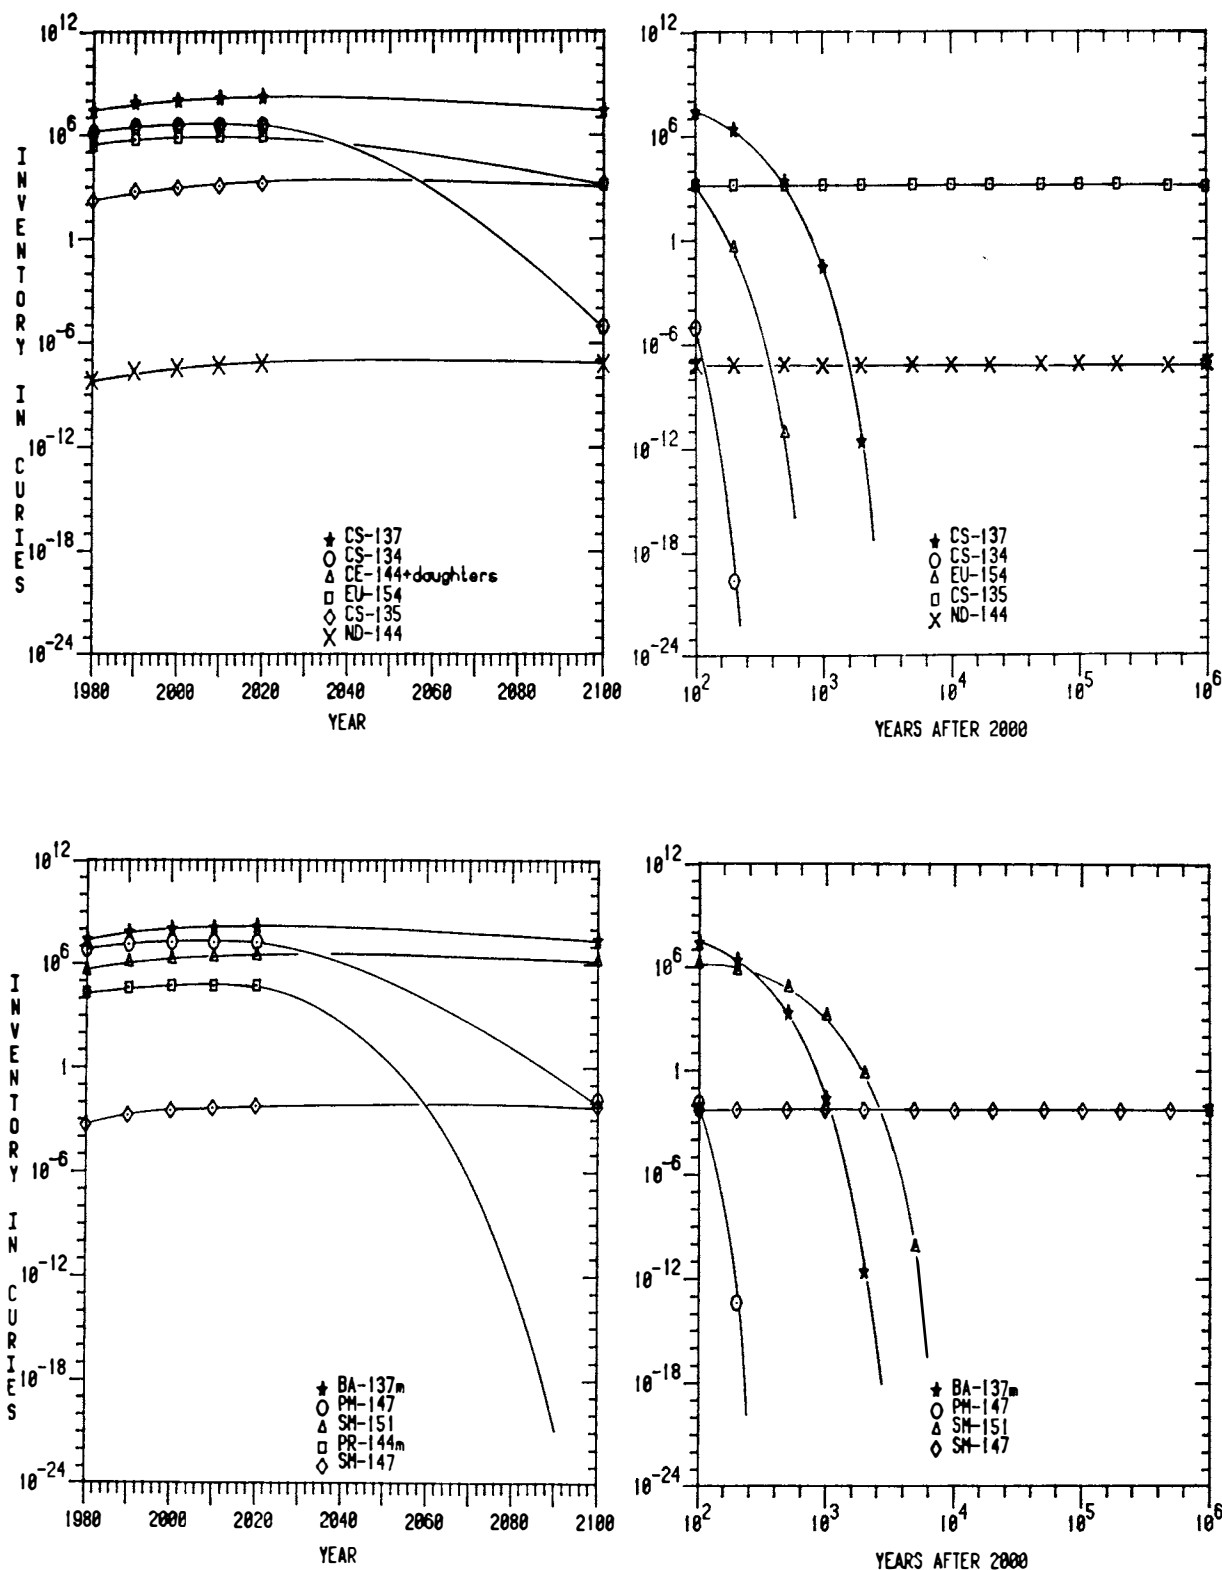 INVENTORY IN CURIES
10^12
10^6
1
10^-6
10^-12
10^-18
10^-24
CS-137
CS-134
CE-144+daughters
EU-154
CS-135
ND-144
1980 2000 2020 2040 2060 2080 2100
YEAR
10^12
10^6
1
10^-6
10^-12
10^-18
10^-24
CS-137
CS-134
EU-154
CS-135
ND-144
10^2 10^3 10^4 10^5 10^6
YEARS AFTER 2000
INVENTORY IN CURIES
10^12
10^6
1
10^-6
10^-12
10^-18
10^-24
BA-137m
PM-147
SM-151
PR-144m
SM-147
1980 2000 2020 2040 2060 2080 2100
YEAR
10^12
10^6
1
10^-6
10^-12
10^-18
10^-24
BA-137m
PM-147
SM-151
SM-147
10^2 10^3 10^4 10^5 10^6
YEARS AFTER 2000